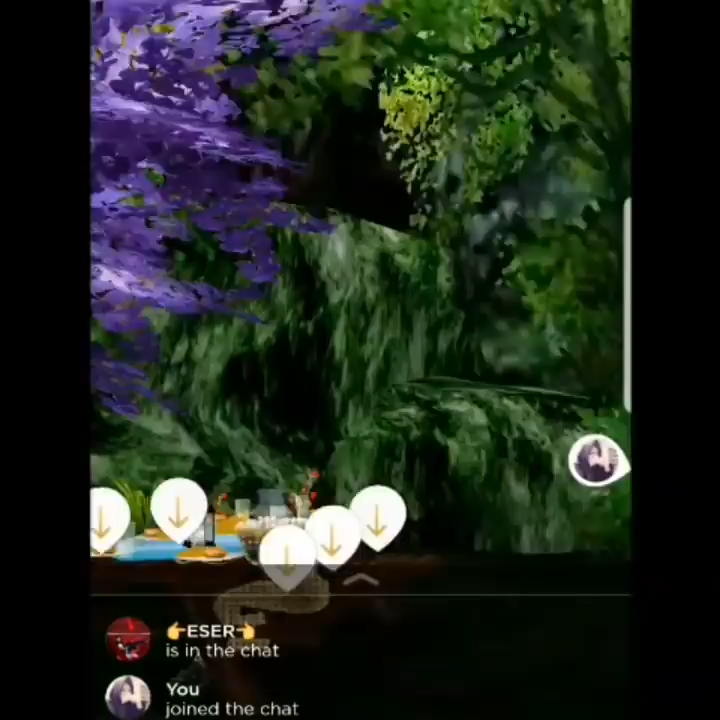 👉ESER👈
is in the chat
You
joined the chat